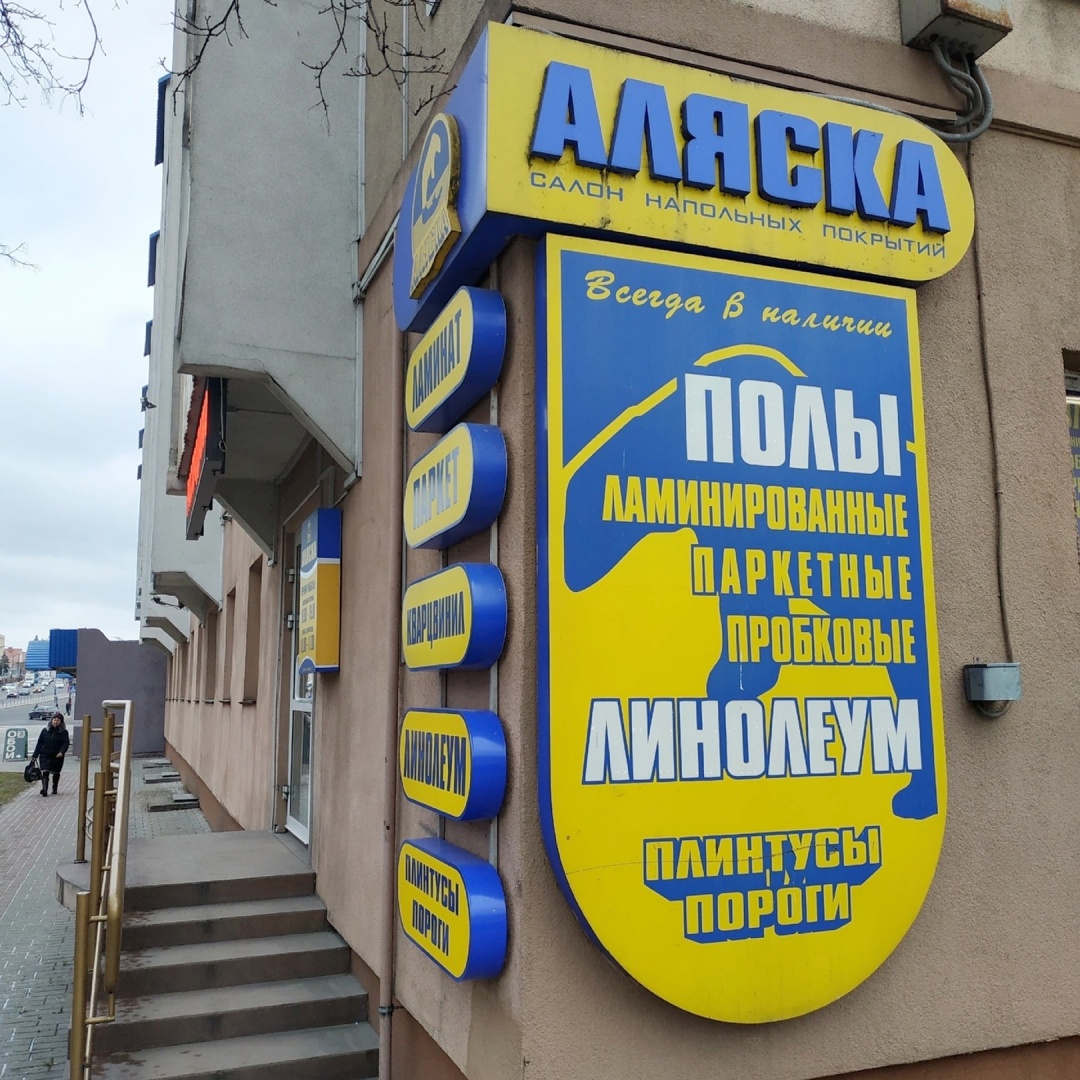 АЛЯСКА
САЛОН НАПОЛЬНЫХ ПОКРЫТИЙ
Всегда в наличии
ПОЛЫ
ЛАМИНИРОВАННЫЕ
ПАРКЕТНЫЕ
ПРОБКОВЫЕ
ЛИНОЛЕУМ
ПЛИНТУСЫ
ПОРОГИ
ЛАМИНАТ
ПАРКЕТ
КВАРЦВИНИЛ
ЛИНОЛЕУМ
ПЛИНТУСЫ
ПОРОГИ